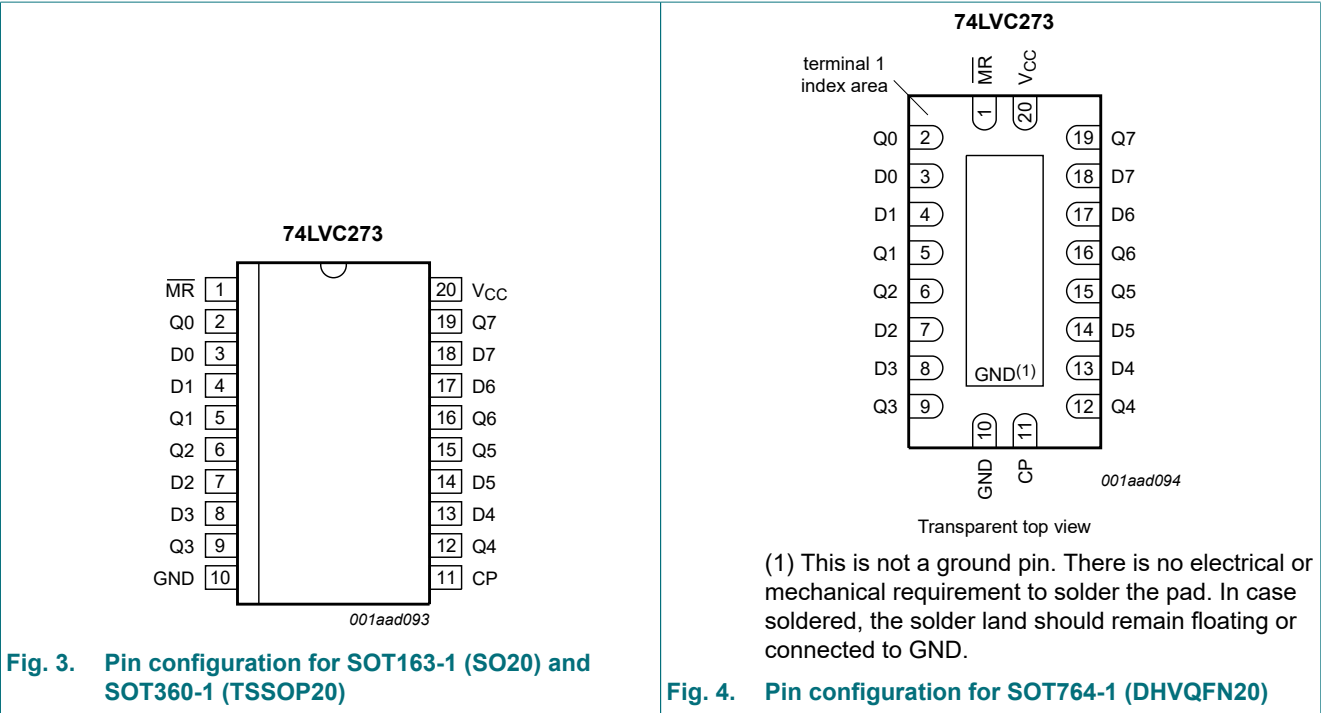 74LVC273
MR 1 20 VCC
Q0 2 19 Q7
D0 3 18 D7
D1 4 17 D6
Q1 5 16 Q6
Q2 6 15 Q5
D2 7 14 D5
D3 8 13 D4
Q3 9 12 Q4
GND 10 11 CP
001aad093
Fig. 3. Pin configuration for SOT163-1 (SO20) and
SOT360-1 (TSSOP20)
74LVC273
terminal 1
index area
MR VCC
1 20
Q0 2 19 Q7
D0 3 18 D7
D1 4 17 D6
Q1 5 16 Q6
Q2 6 15 Q5
D2 7 14 D5
D3 8 GND(1) 13 D4
Q3 9 12 Q4
10 11
GND CP
001aad094
Transparent top view
(1) This is not a ground pin. There is no electrical or
mechanical requirement to solder the pad. In case
soldered, the solder land should remain floating or
connected to GND.
Fig. 4. Pin configuration for SOT764-1 (DHVQFN20)